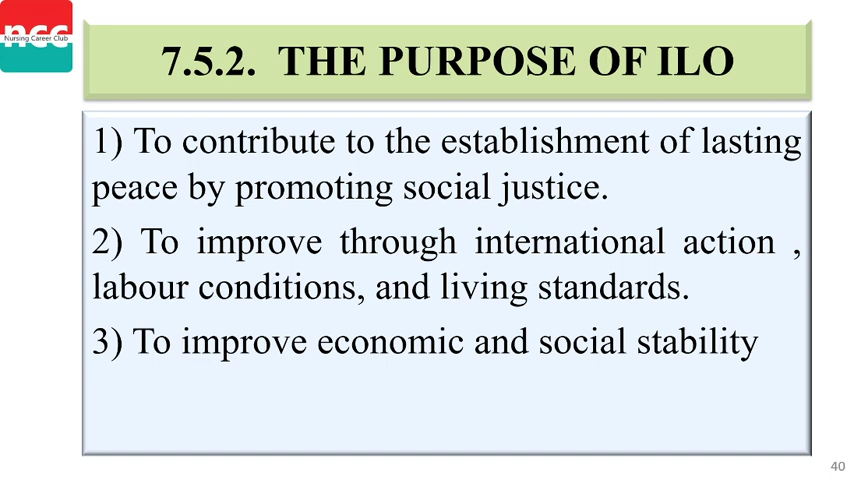 ncc
Nursing Career Club
7.5.2. THE PURPOSE OF ILO
1) To contribute to the establishment of lasting
peace by promoting social justice.
2) To improve through international action ,
labour conditions, and living standards.
3) To improve economic and social stability
40